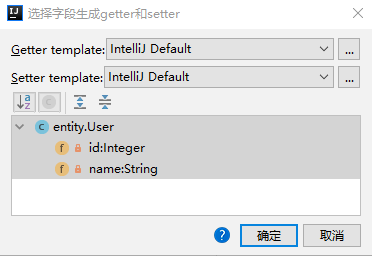 IJ 选择字段生成getter和setter
Getter template: IntelliJ Default ...
Setter template: IntelliJ Default ...
a z c
c entity.User
f id:Integer
f name:String
? 确定 取消